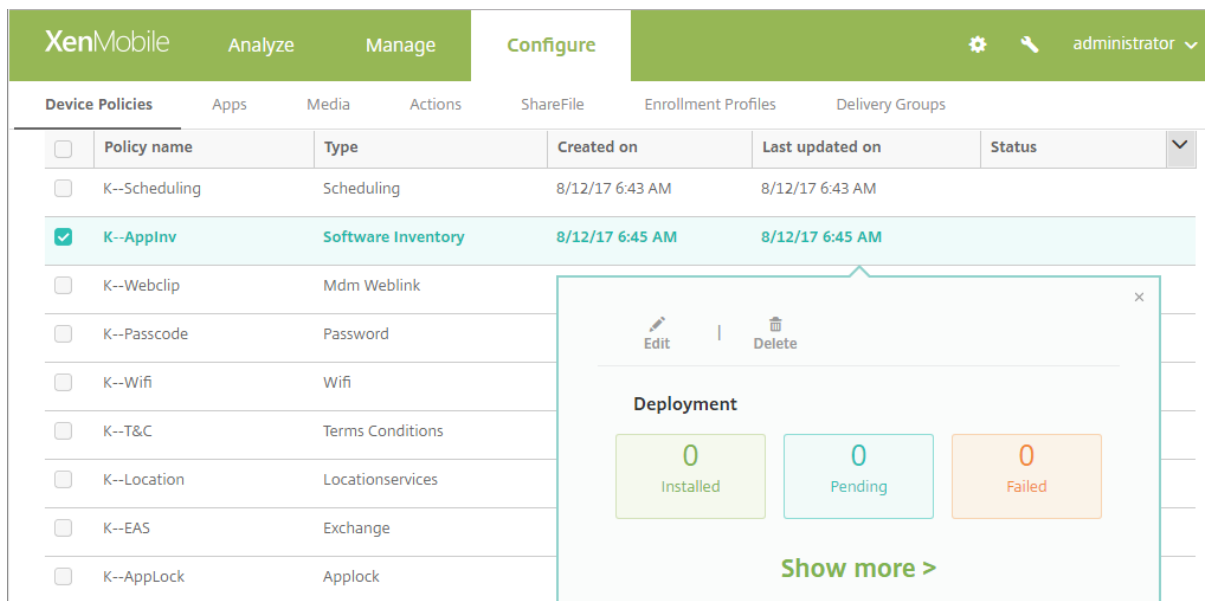 XenMobile Analyze Manage Configure administrator
Device Policies Apps Media Actions ShareFile Enrollment Profiles Delivery Groups
Policy name Type Created on Last updated on Status
K--Scheduling Scheduling 8/12/17 6:43 AM 8/12/17 6:43 AM
K--AppInv Software Inventory 8/12/17 6:45 AM 8/12/17 6:45 AM
K--Webclip Mdm Weblink
K--Passcode Password
K--Wifi Wifi
K--T&C Terms Conditions
K--Location Locationservices
K--EAS Exchange
K--AppLock Applock
×
Edit | Delete
Deployment
0 0 0
Installed Pending Failed
Show more >